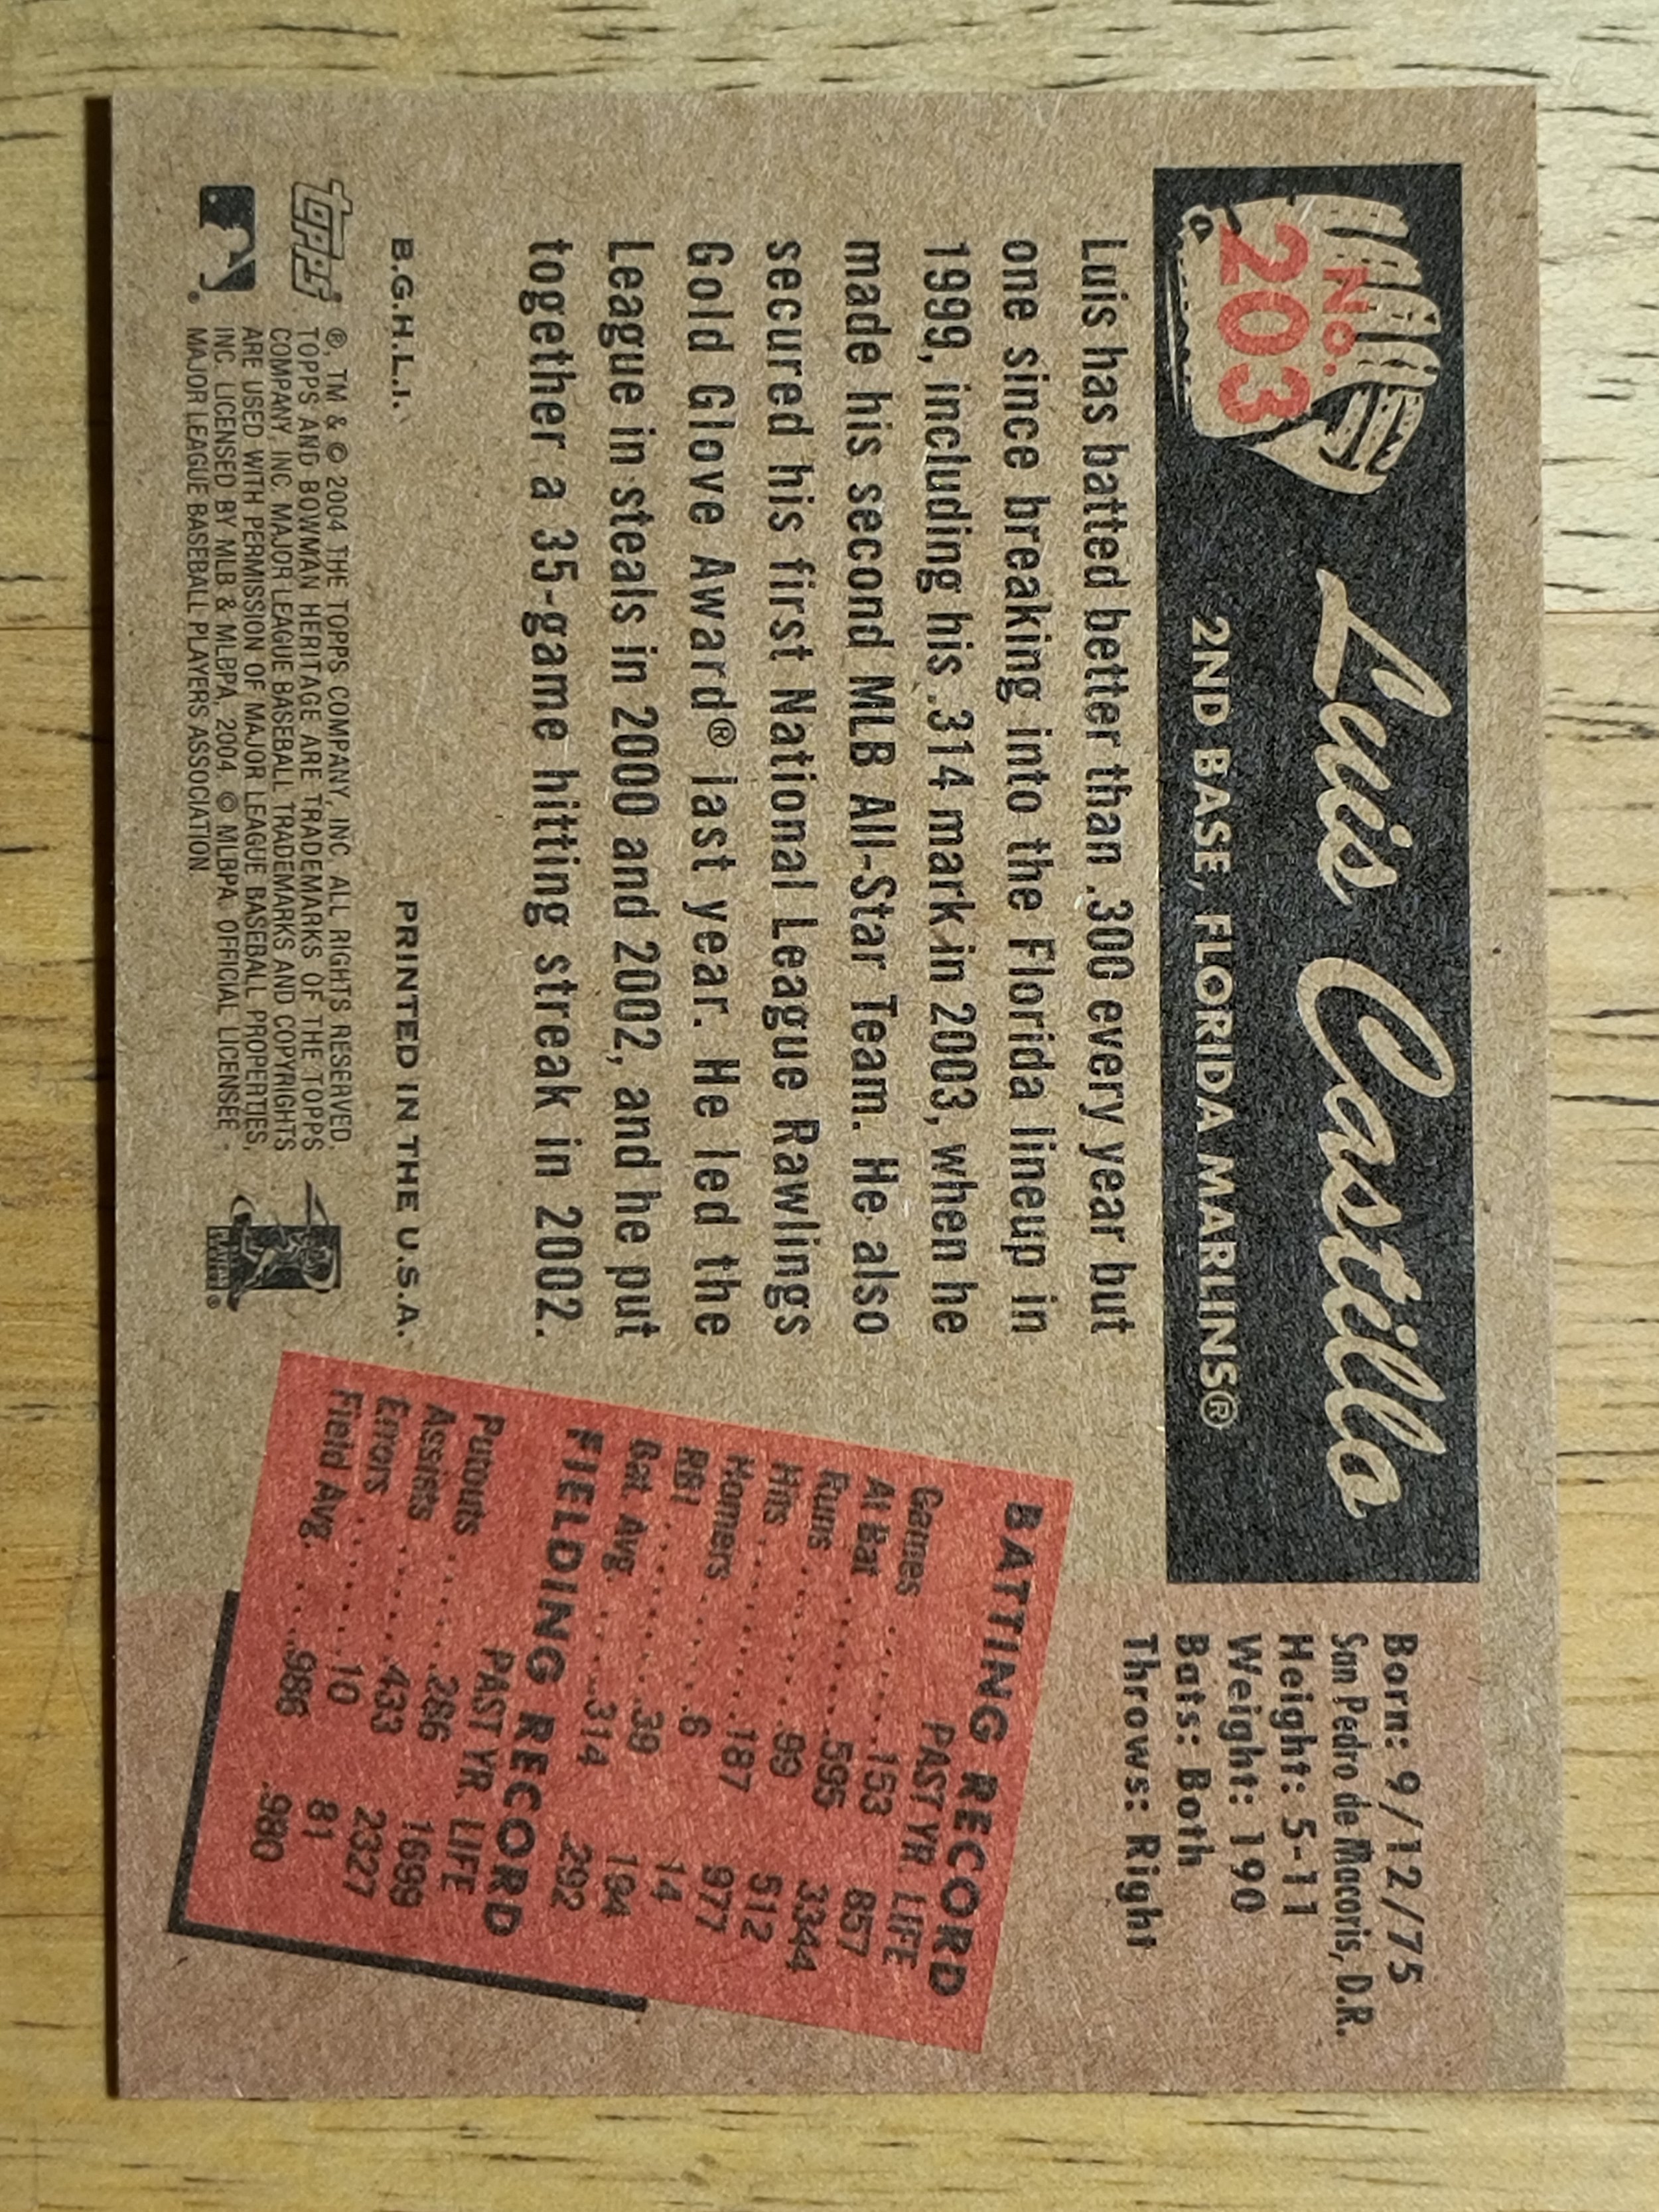 No.
203
Luis Castillo
2ND BASE, FLORIDA MARLINS®
Born: 9/12/75
San Pedro de Macoris, D.R.
Height: 5-11
Weight: 190
Bats: Both
Throws: Right
Luis has batted better than .300 every year but
one since breaking into the Florida lineup in
1999, including his .314 mark in 2003, when he
made his second MLB All-Star Team. He also
secured his first National League Rawlings
Gold Glove Award® last year. He led the
League in steals in 2000 and 2002, and he put
together a 35-game hitting streak in 2002.
BATTING RECORD
PAST YR. LIFE
Games 153 857
At Bat 595 3344
Runs 99 512
Hits 187 977
Homers 6 14
RBI 39 194
Bat. Avg. .314 .292
FIELDING RECORD
PAST YR. LIFE
Putouts 286 1699
Assists 433 2327
Errors 10 81
Field Avg. .986 .980
B.G.H.L.I.
PRINTED IN THE U.S.A.
topps®
®, TM & © 2004 THE TOPPS COMPANY, INC. ALL RIGHTS RESERVED.
TOPPS AND BOWMAN HERITAGE ARE TRADEMARKS OF THE TOPPS
COMPANY, INC. MAJOR LEAGUE BASEBALL TRADEMARKS AND COPYRIGHTS
ARE USED WITH PERMISSION OF MAJOR LEAGUE BASEBALL PROPERTIES,
INC. LICENSED BY MLB & MLBPA, 2004. © MLBPA. OFFICIAL LICENSEE -
MAJOR LEAGUE BASEBALL PLAYERS ASSOCIATION